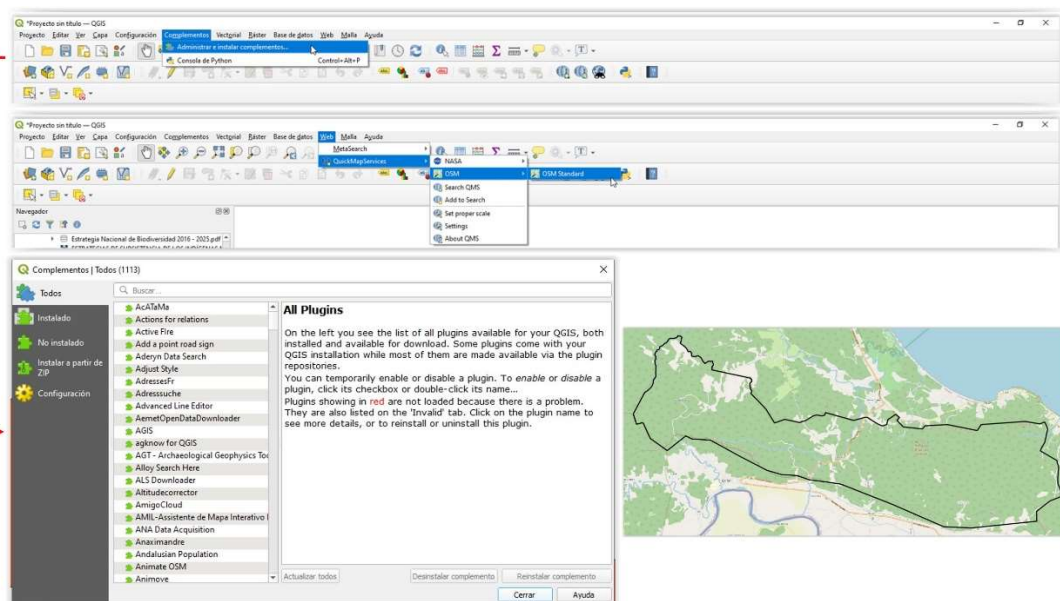 *Proyecto sin título — QGIS
Proyecto Editar Ver Capa Configuración Complementos Vectorial Ráster Base de datos Web Malla Ayuda
Administrar e instalar complementos...
Consola de Python Control+Alt+P
*Proyecto sin título — QGIS
Proyecto Editar Ver Capa Configuración Complementos Vectorial Ráster Base de datos Web Malla Ayuda
MetaSearch
QuickMapServices
NASA
OSM
OSM Standard
Search QMS
Add to Search
Set proper scale
Settings
About QMS
Navegador
Estrategia Nacional de Biodiversidad 2016 - 2025.pdf
Complementos | Todos (1113)
Todos
Instalado
No instalado
Instalar a partir de
ZIP
Configuración
Buscar...
AcATaMa
Actions for relations
Active Fire
Add a point road sign
Aderyn Data Search
Adjust Style
AdressesFr
Adresssuche
Advanced Line Editor
AemetOpenDataDownloader
AGIS
agknow for QGIS
AGT - Archaeological Geophysics Too
Alloy Search Here
ALS Downloader
Altitudecorrector
AmigoCloud
AMIL-Assistente de Mapa Interativo
ANA Data Acquisition
Anaximandre
Andalusian Population
Animate OSM
Animove
All Plugins
On the left you see the list of all plugins available for your QGIS, both
installed and available for download. Some plugins come with your
QGIS installation while most of them are made available via the plugin
repositories.
You can temporarily enable or disable a plugin. To enable or disable a
plugin, click its checkbox or double-click its name...
Plugins showing in red are not loaded because there is a problem.
They are also listed on the 'Invalid' tab. Click on the plugin name to
see more details, or to reinstall or uninstall this plugin.
Actualizar todos
Desinstalar complemento
Reinstalar complemento
Cerrar
Ayuda